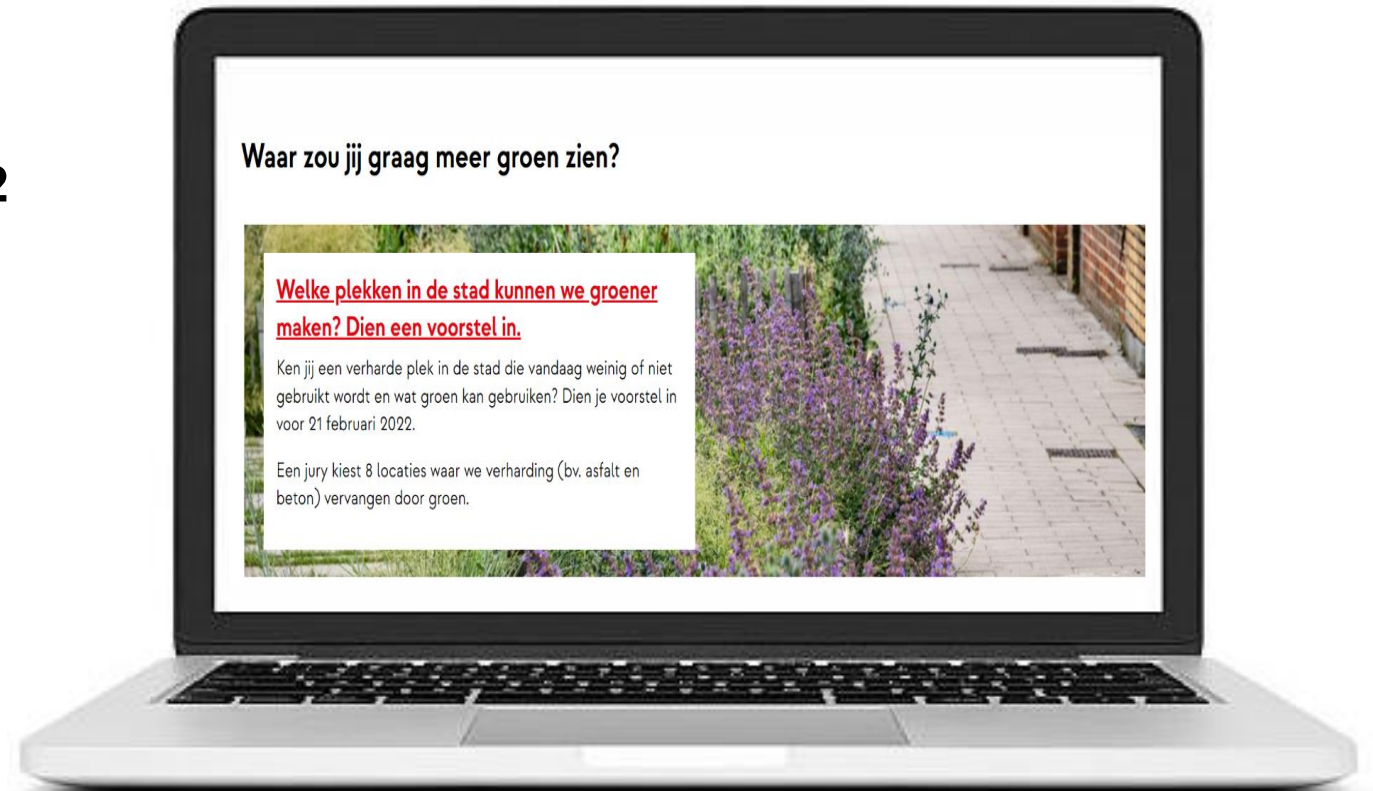 2
Waar zou jij graag meer groen zien?
Welke plekken in de stad kunnen we groener
maken? Dien een voorstel in.
Ken jij een verharde plek in de stad die vandaag weinig of niet
gebruikt wordt en wat groen kan gebruiken? Dien je voorstel in
voor 21 februari 2022.
Een jury kiest 8 locaties waar we verharding (bv. asfalt en
beton) vervangen door groen.